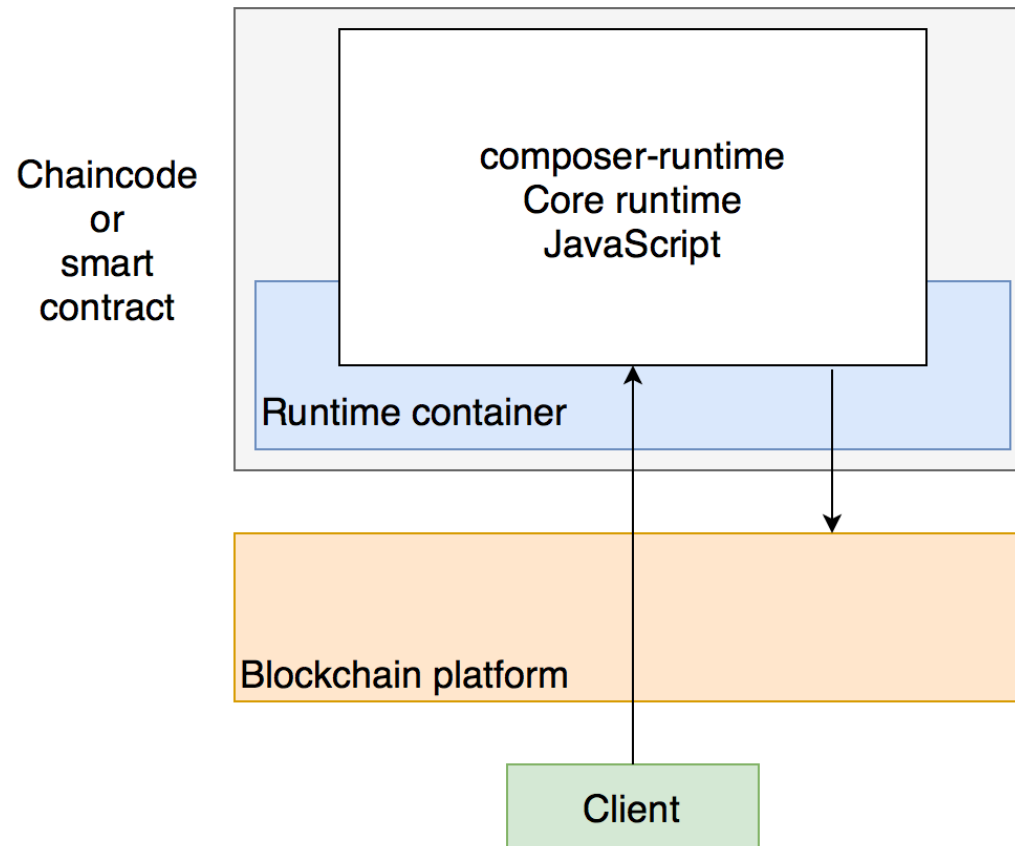 Chaincode
or
smart
contract
composer-runtime
Core runtime
JavaScript
Runtime container
Blockchain platform
Client